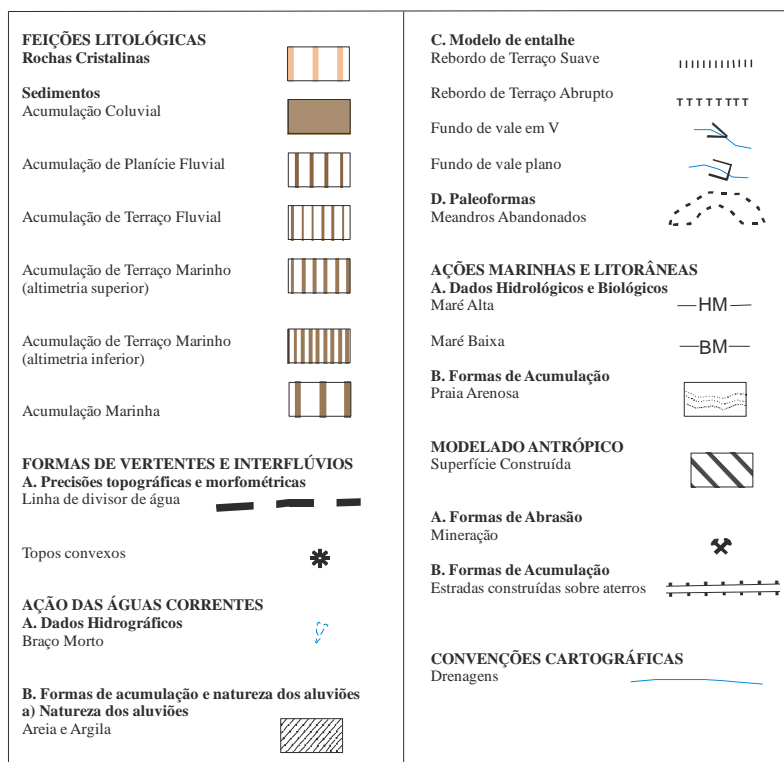 FEIÇÕES LITOLÓGICAS
Rochas Cristalinas
Sedimentos
Acumulação Coluvial
Acumulação de Planície Fluvial
Acumulação de Terraço Fluvial
Acumulação de Terraço Marinho
(altimetria superior)
Acumulação de Terraço Marinho
(altimetria inferior)
Acumulação Marinha
FORMAS DE VERTENTES E INTERFLÚVIOS
A. Precisões topográficas e morfométricas
Linha de divisor de água
Topos convexos
AÇÃO DAS ÁGUAS CORRENTES
A. Dados Hidrográficos
Braço Morto
B. Formas de acumulação e natureza dos aluviões
a) Natureza dos aluviões
Areia e Argila
C. Modelo de entalhe
Rebordo de Terraço Suave
Rebordo de Terraço Abrupto
Fundo de vale em V
Fundo de vale plano
D. Paleoformas
Meandros Abandonados
AÇÕES MARINHAS E LITORÂNEAS
A. Dados Hidrológicos e Biológicos
Maré Alta HM
Maré Baixa BM
B. Formas de Acumulação
Praia Arenosa
MODELADO ANTRÓPICO
Superfície Construída
A. Formas de Abrasão
Mineração
B. Formas de Acumulação
Estradas construídas sobre aterros
CONVENÇÕES CARTOGRÁFICAS
Drenagens